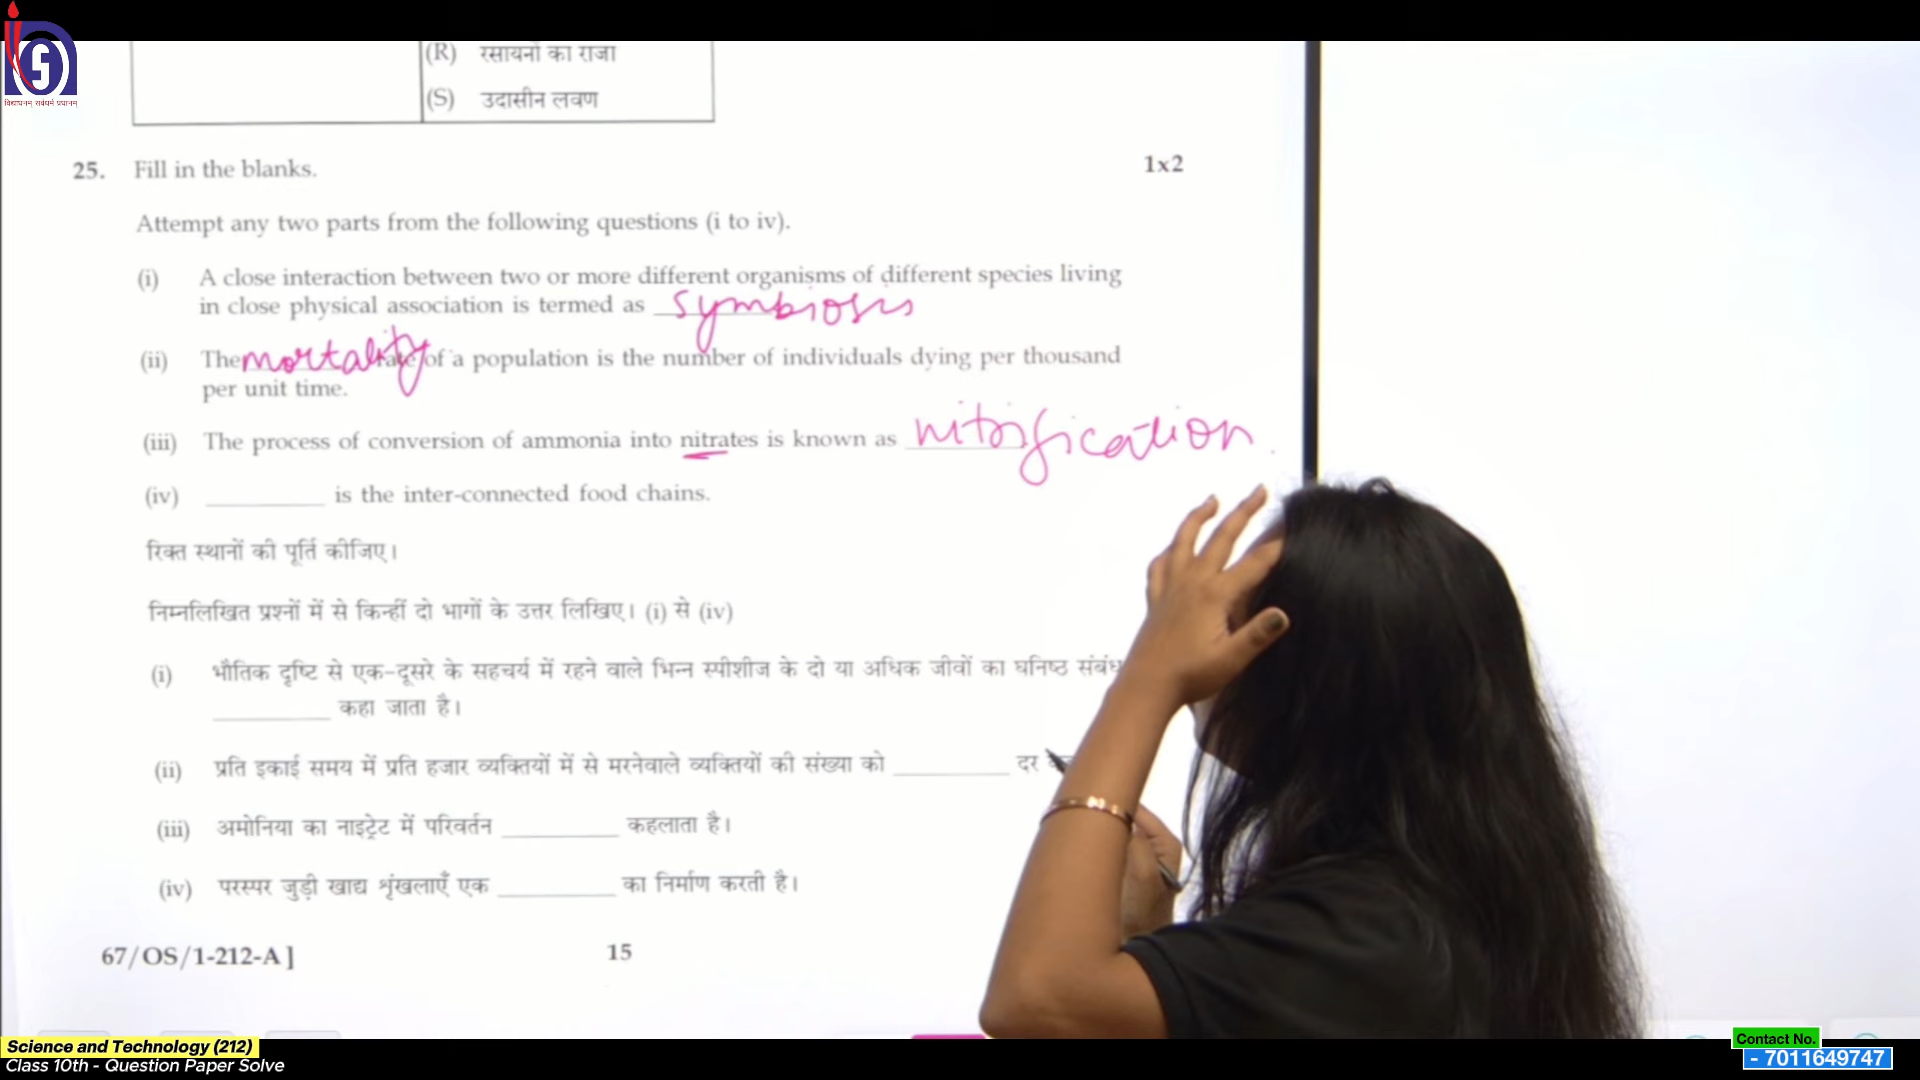 (R) रसायनों का राजा
(S) उदासीन लवण
25. Fill in the blanks. 1x2
Attempt any two parts from the following questions (i to iv).
(i) A close interaction between two or more different organisms of different species living
in close physical association is termed as symbiosis
(ii) The mortality rate of a population is the number of individuals dying per thousand
per unit time.
(iii) The process of conversion of ammonia into nitrates is known as nitrification
(iv) ____________ is the inter-connected food chains.
रिक्त स्थानों की पूर्ति कीजिए।
निम्नलिखित प्रश्नों में से किन्हीं दो भागों के उत्तर लिखिए। (i) से (iv)
(i) भौतिक दृष्टि से एक-दूसरे के सहचर्य में रहने वाले भिन्न स्पीशीज के दो या अधिक जीवों का घनिष्ठ संबंध
____________ कहा जाता है।
(ii) प्रति इकाई समय में प्रति हजार व्यक्तियों में से मरनेवाले व्यक्तियों की संख्या को ____________ दर
(iii) अमोनिया का नाइट्रेट में परिवर्तन ____________ कहलाता है।
(iv) परस्पर जुड़ी खाद्य शृंखलाएँ एक ____________ का निर्माण करती है।
67/OS/1-212-A] 15
Science and Technology (212)
Class 10th - Question Paper Solve
Contact No.
- 7011649747